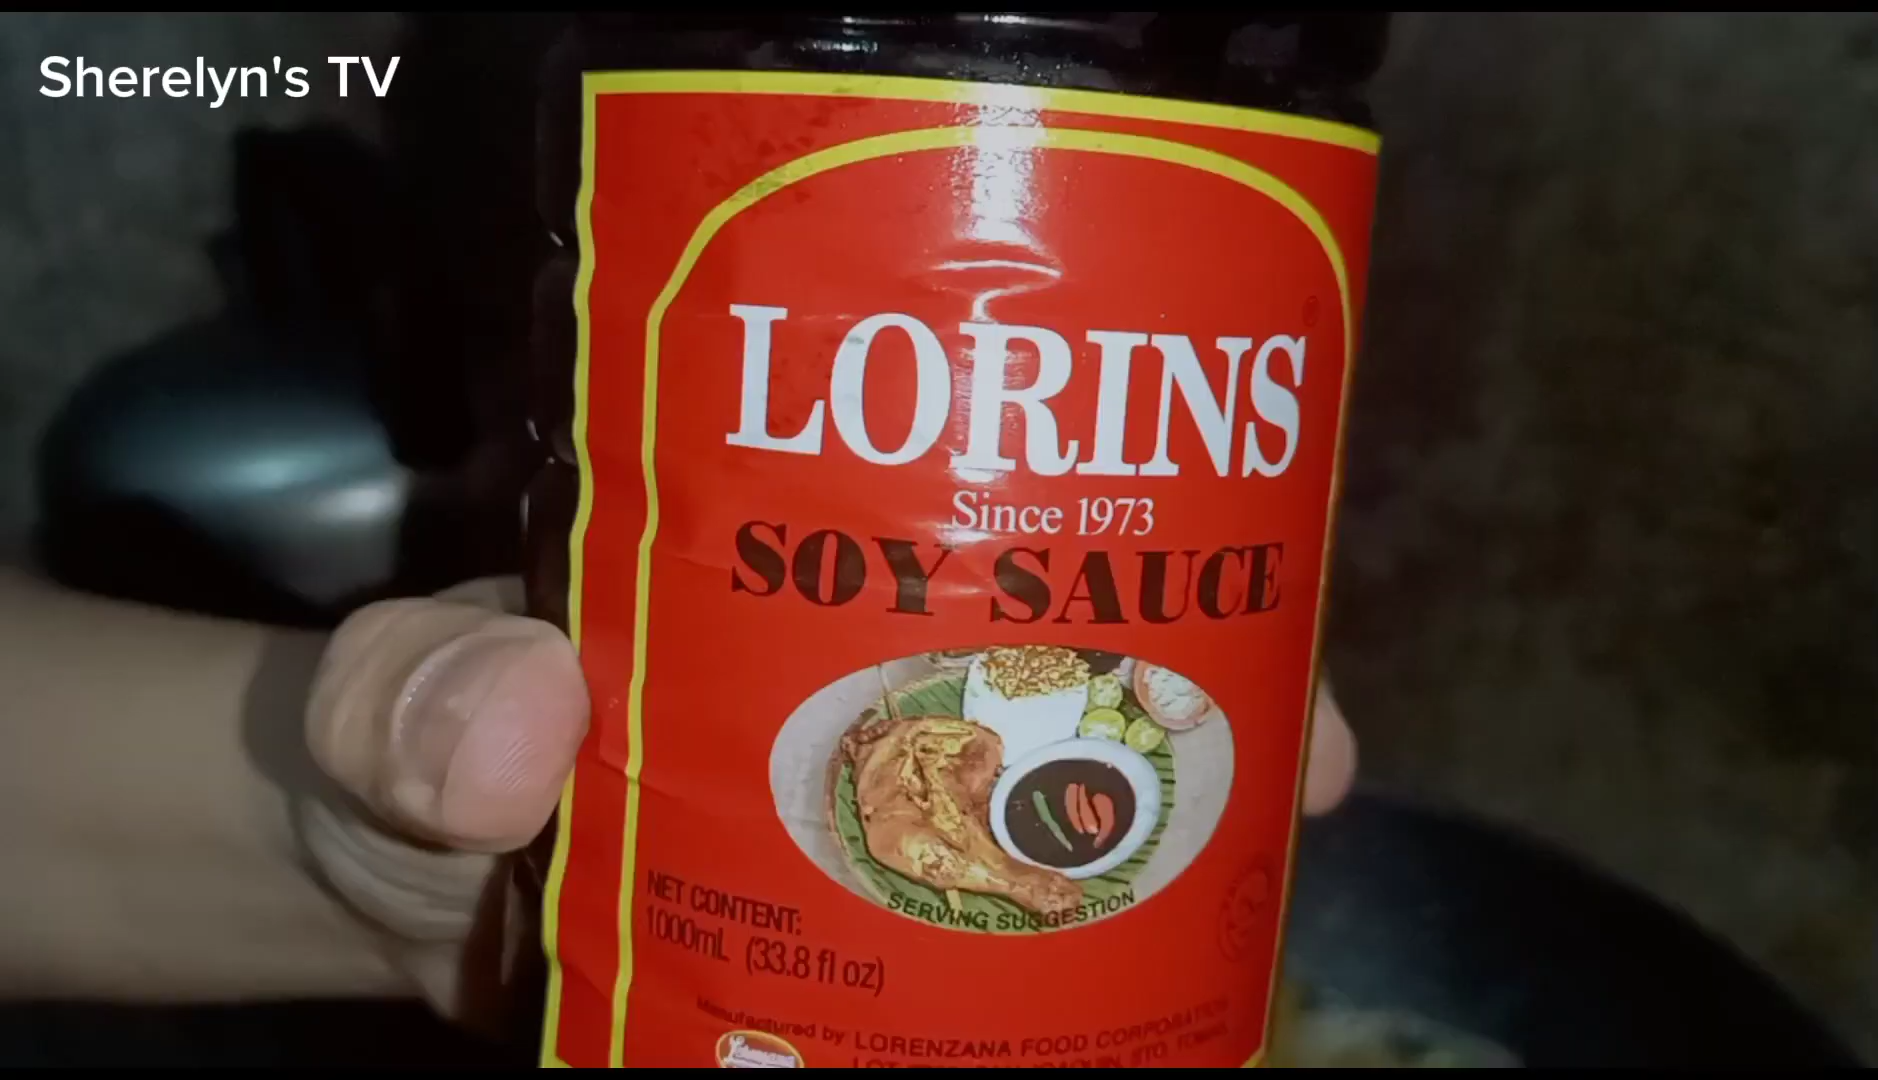 Sherelyn's TV
LORINS
Since 1973
SOY SAUCE
SERVING SUGGESTION
NET CONTENT:
1000mL (33.8 fl oz)
Manufactured by: LORENZANA FOOD CORPORATION